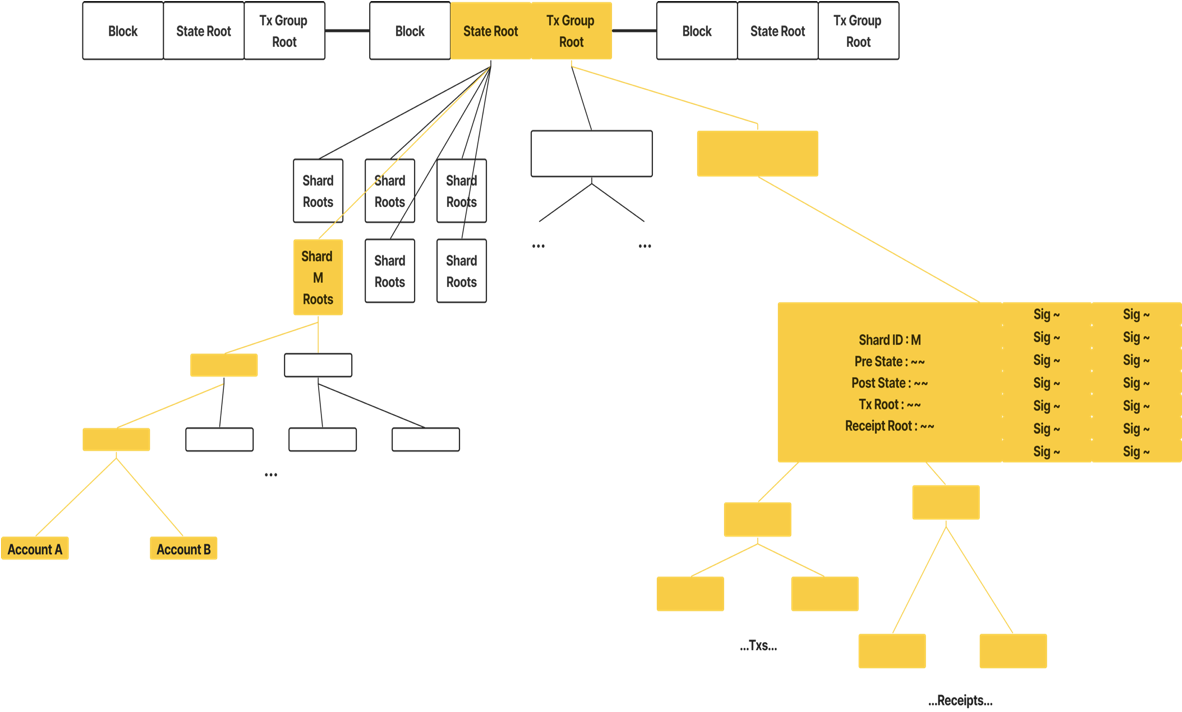 Block
State Root
Tx Group
Root
Block
State Root
Tx Group
Root
Block
State Root
Tx Group
Root
Shard
Roots
Shard
Roots
Shard
Roots
Shard
M
Roots
Shard
Roots
Shard
Roots
...
...
Shard ID : M
Pre State : ~~
Post State : ~~
Tx Root : ~~
Receipt Root : ~~
Sig ~
Sig ~
Sig ~
Sig ~
Sig ~
Sig ~
Sig ~
Sig ~
Sig ~
Sig ~
Sig ~
Sig ~
Sig ~
Sig ~
...
Account A
Account B
...Txs...
...Receipts...